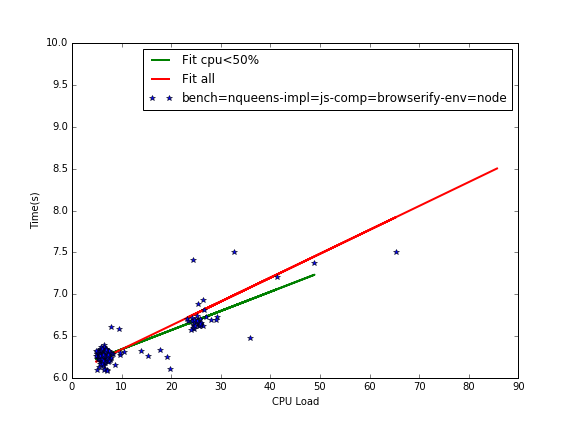 10.0
9.5
9.0
8.5
8.0
7.5
7.0
6.5
6.0
Time(s)
Fit cpu<50%
Fit all
bench=nqueens-impl=js-comp=browserify-env=node
0 10 20 30 40 50 60 70 80 90
CPU Load